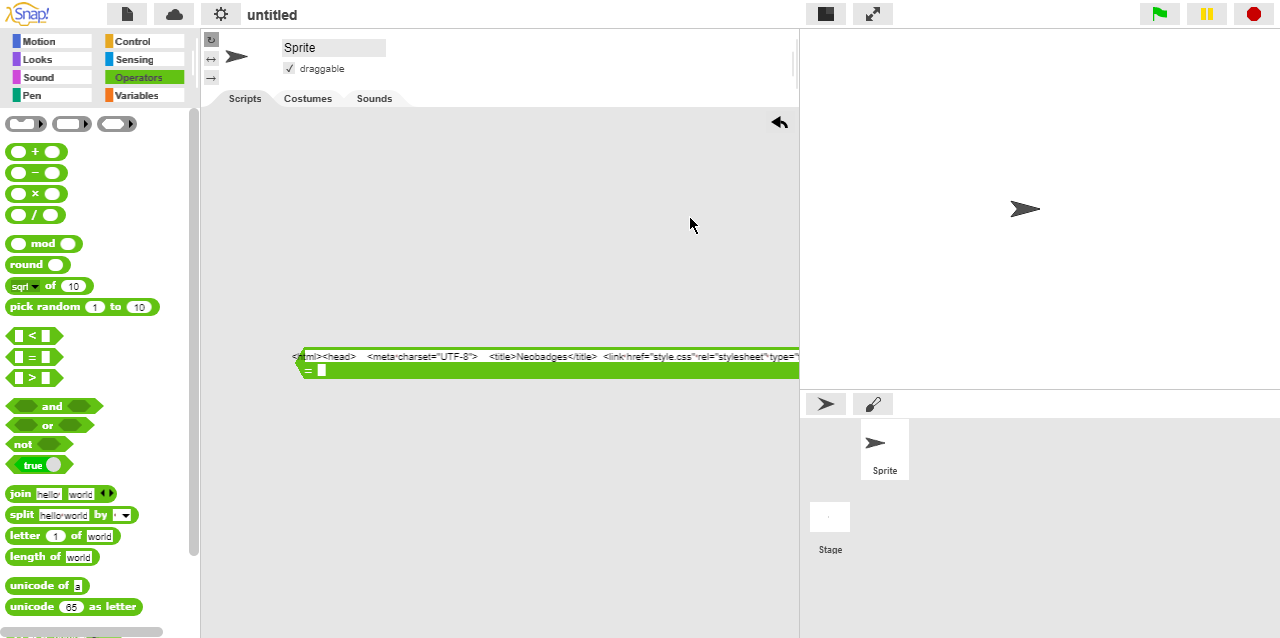 Snap!
untitled
Motion
Control
Looks
Sensing
Sound
Operators
Pen
Variables
Sprite
draggable
Scripts
Costumes
Sounds
+
−
×
/
mod
round
sqrt of 10
pick random 1 to 10
<
=
>
and
or
not
true
join hello world
split hello world by
letter 1 of world
length of world
unicode of a
unicode 65 as letter
<html><head> <meta charset="UTF-8"> <title>Neobadges</title> <link href="style.css" rel="stylesheet" type="
=
Sprite
Stage